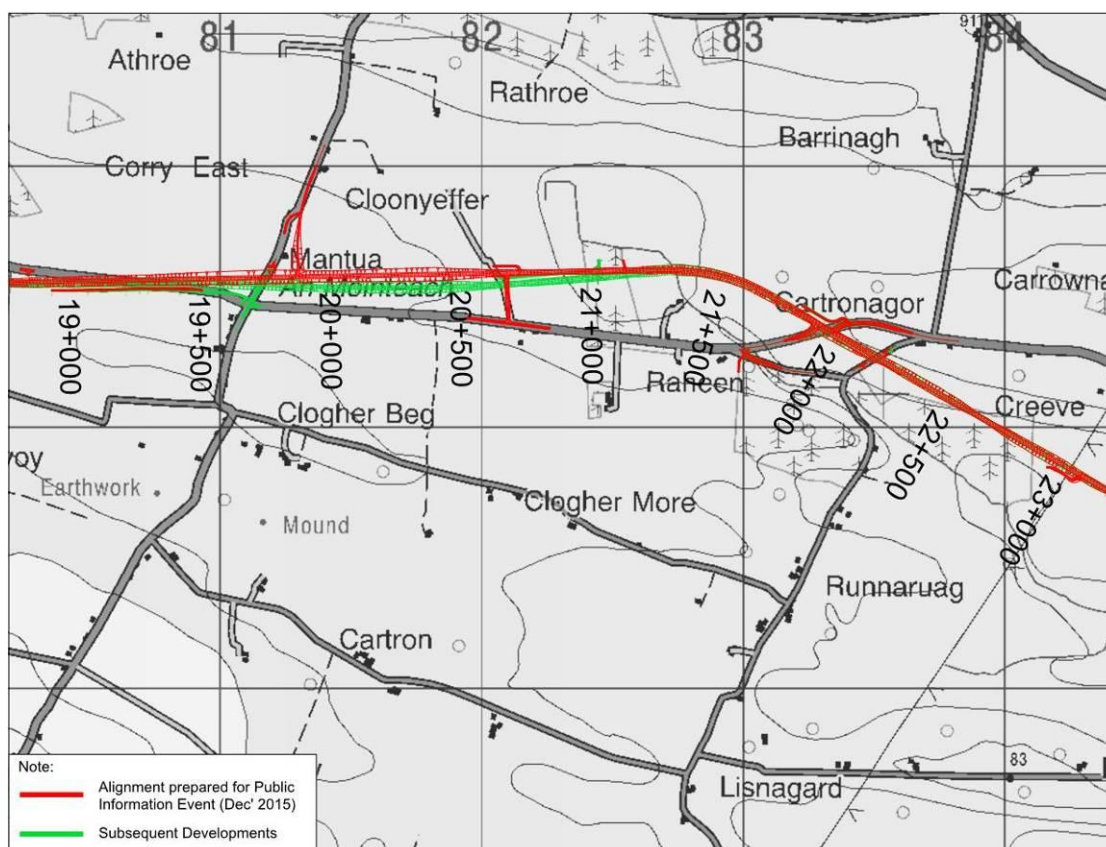 81
82
83
84
91
Athroe
Rathroe
Barrinagh
Corry East
Cloonyeffer
Mantua
An Móinteach
Carrowna
Cartronagor
19+000
19+500
20+000
20+500
21+000
21+500
22+000
22+500
23+000
Raheen
Creeve
Clogher Beg
voy
Earthwork
Mound
Clogher More
Runnaruag
Cartron
83
Lisnagard
Note:
Alignment prepared for Public
Information Event (Dec' 2015)
Subsequent Developments